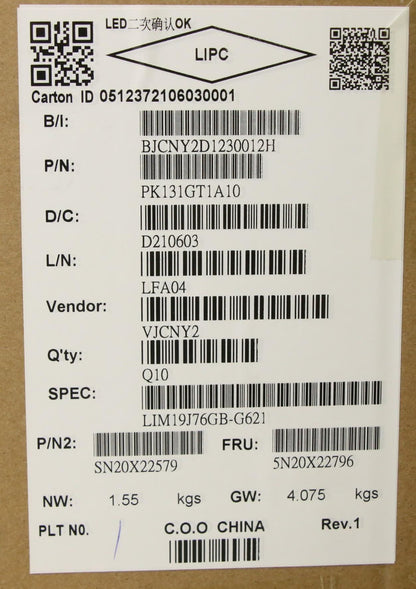 LED二次确认OK
LIPC
Carton ID 0512372106030001
B/I:
BJCNY2D1230012H
P/N:
PK131GT1A10
D/C:
D210603
L/N:
LFA04
Vendor:
VJCNY2
Q'ty:
Q10
SPEC:
LIM19J76GB-G621
P/N2: FRU:
SN20X22579 5N20X22796
NW: 1.55 kgs GW: 4.075 kgs
PLT N0. / C.O.O CHINA Rev.1